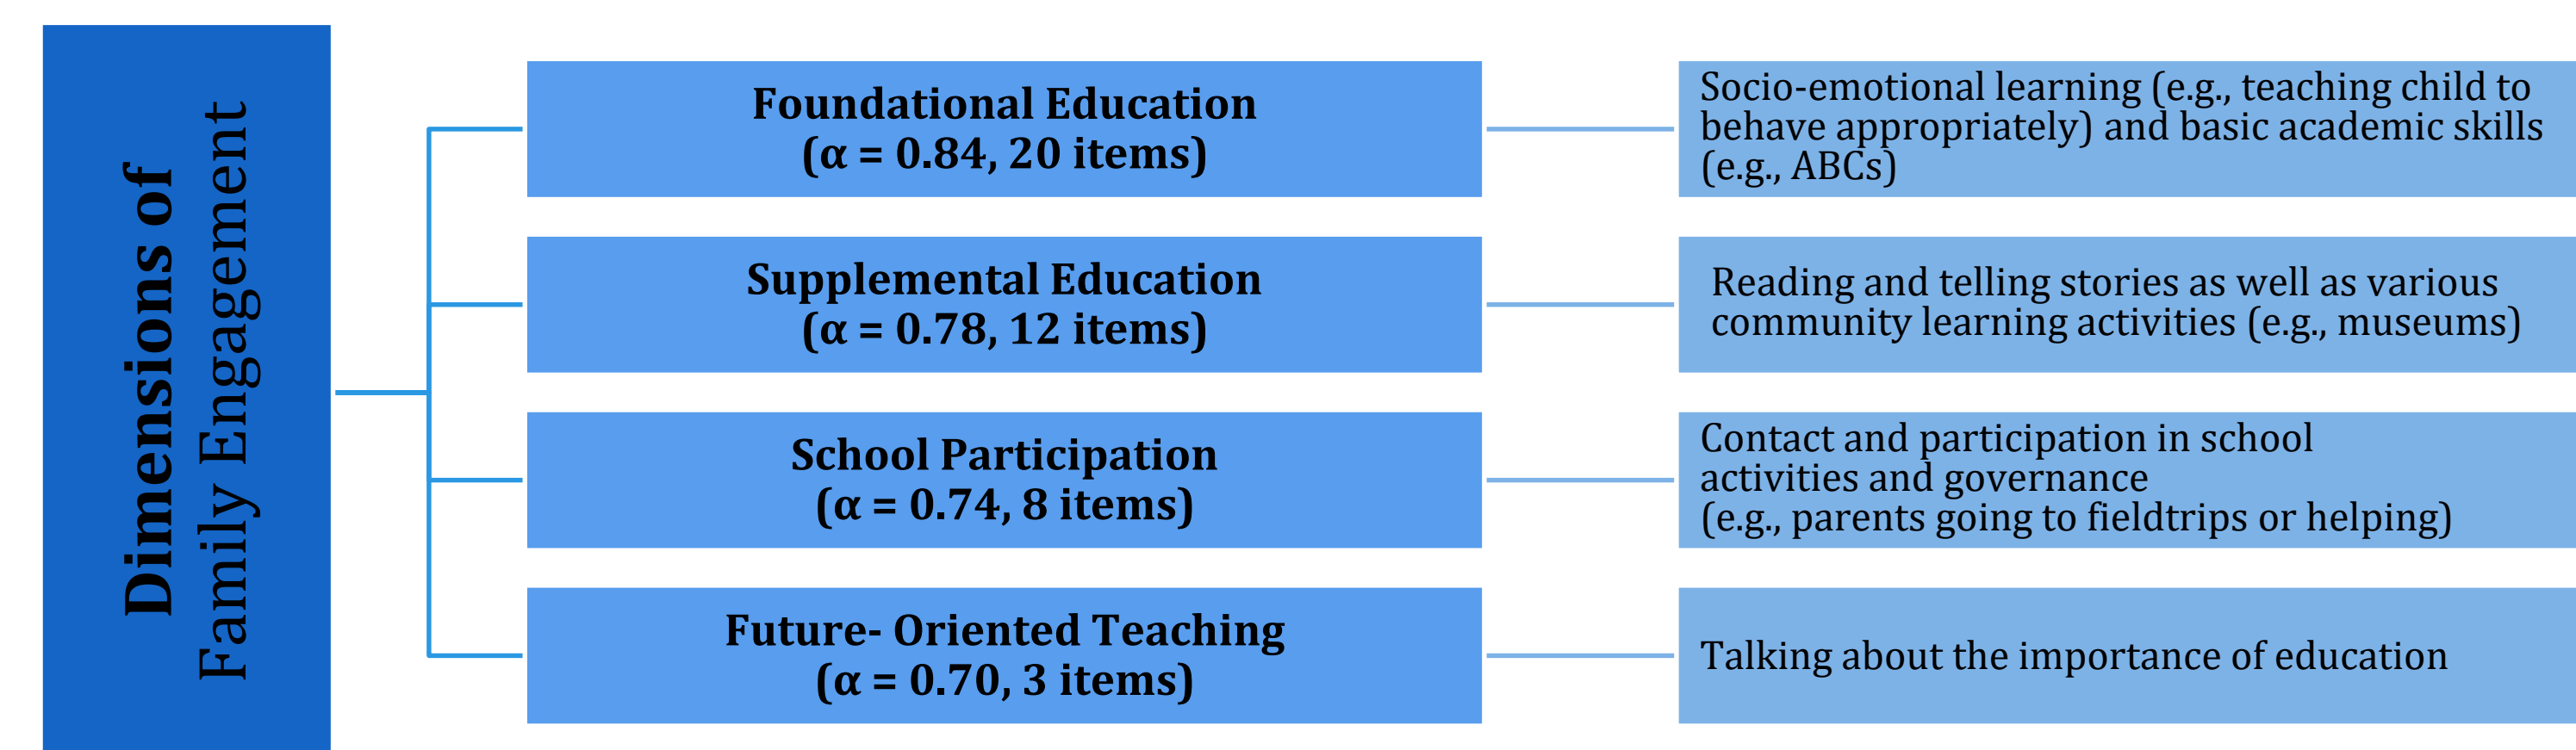 Dimensions of
Family Engagement
Foundational Education
(α = 0.84, 20 items)
Socio-emotional learning (e.g., teaching child to
behave appropriately) and basic academic skills
(e.g., ABCs)
Supplemental Education
(α = 0.78, 12 items)
Reading and telling stories as well as various
community learning activities (e.g., museums)
School Participation
(α = 0.74, 8 items)
Contact and participation in school
activities and governance
(e.g., parents going to fieldtrips or helping)
Future- Oriented Teaching
(α = 0.70, 3 items)
Talking about the importance of education